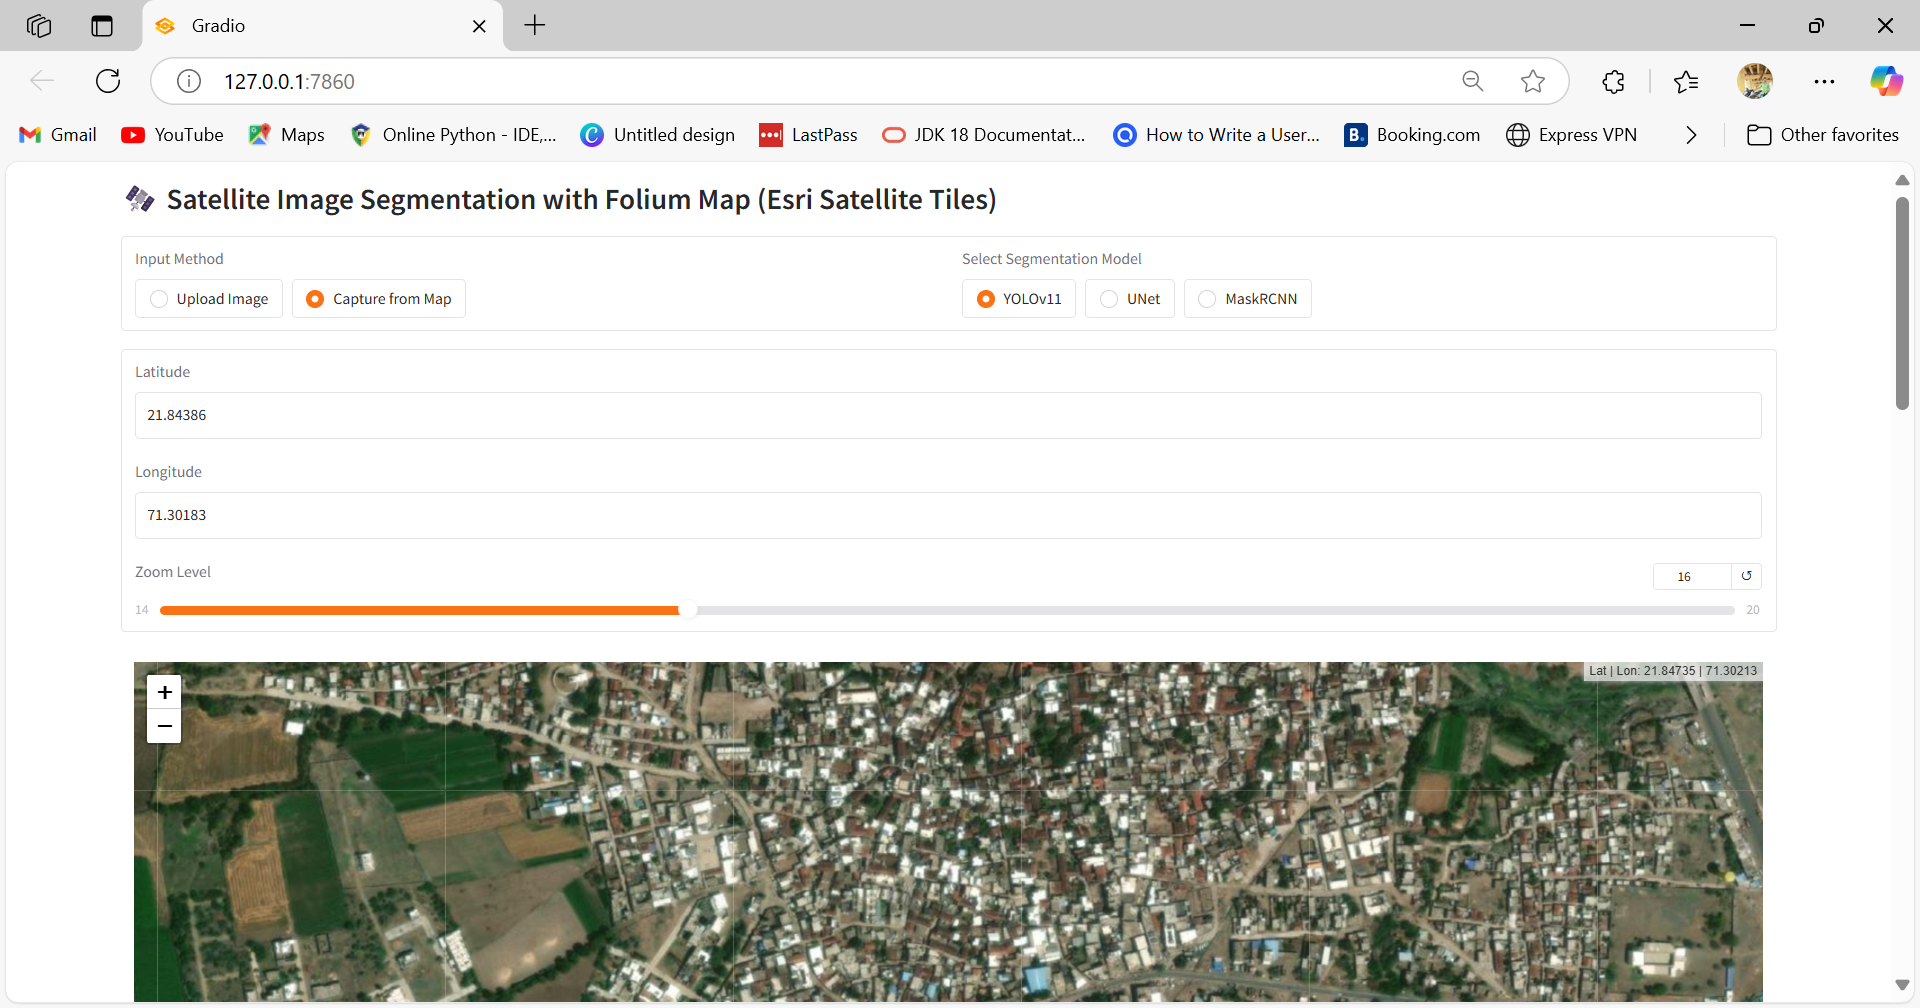 Gradio
127.0.0.1:7860
Gmail YouTube Maps Online Python - IDE,... Untitled design LastPass JDK 18 Documentat... How to Write a User... B. Booking.com Express VPN Other favorites
Satellite Image Segmentation with Folium Map (Esri Satellite Tiles)
Input Method Select Segmentation Model
Upload Image Capture from Map YOLOv11 UNet MaskRCNN
Latitude
21.84386
Longitude
71.30183
Zoom Level 16
14 20
Lat | Lon: 21.84735 | 71.30213
+
−